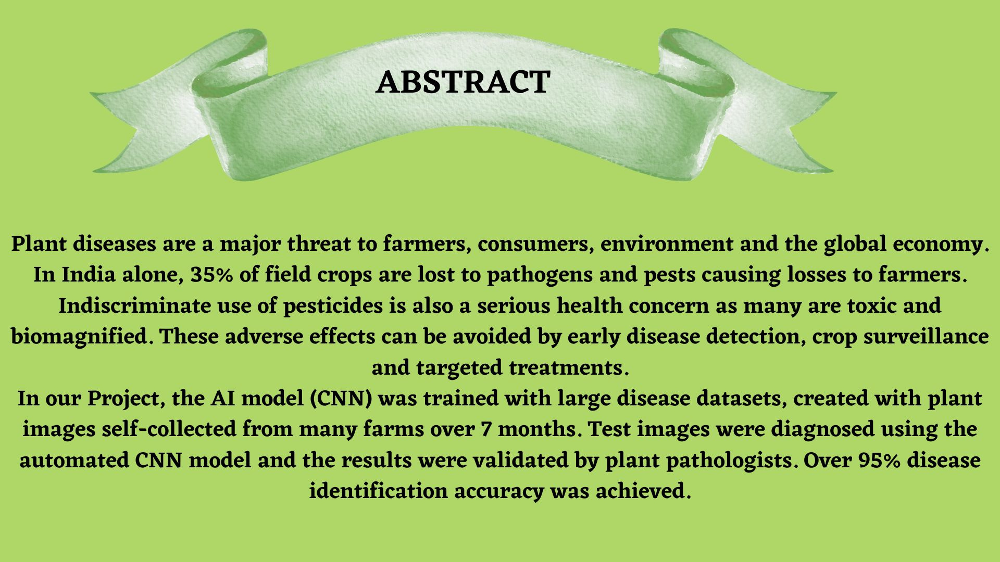 ABSTRACT
Plant diseases are a major threat to farmers, consumers, environment and the global economy.
In India alone, 35% of field crops are lost to pathogens and pests causing losses to farmers.
Indiscriminate use of pesticides is also a serious health concern as many are toxic and
biomagnified. These adverse effects can be avoided by early disease detection, crop surveillance
and targeted treatments.
In our Project, the AI model (CNN) was trained with large disease datasets, created with plant
images self-collected from many farms over 7 months. Test images were diagnosed using the
automated CNN model and the results were validated by plant pathologists. Over 95% disease
identification accuracy was achieved.